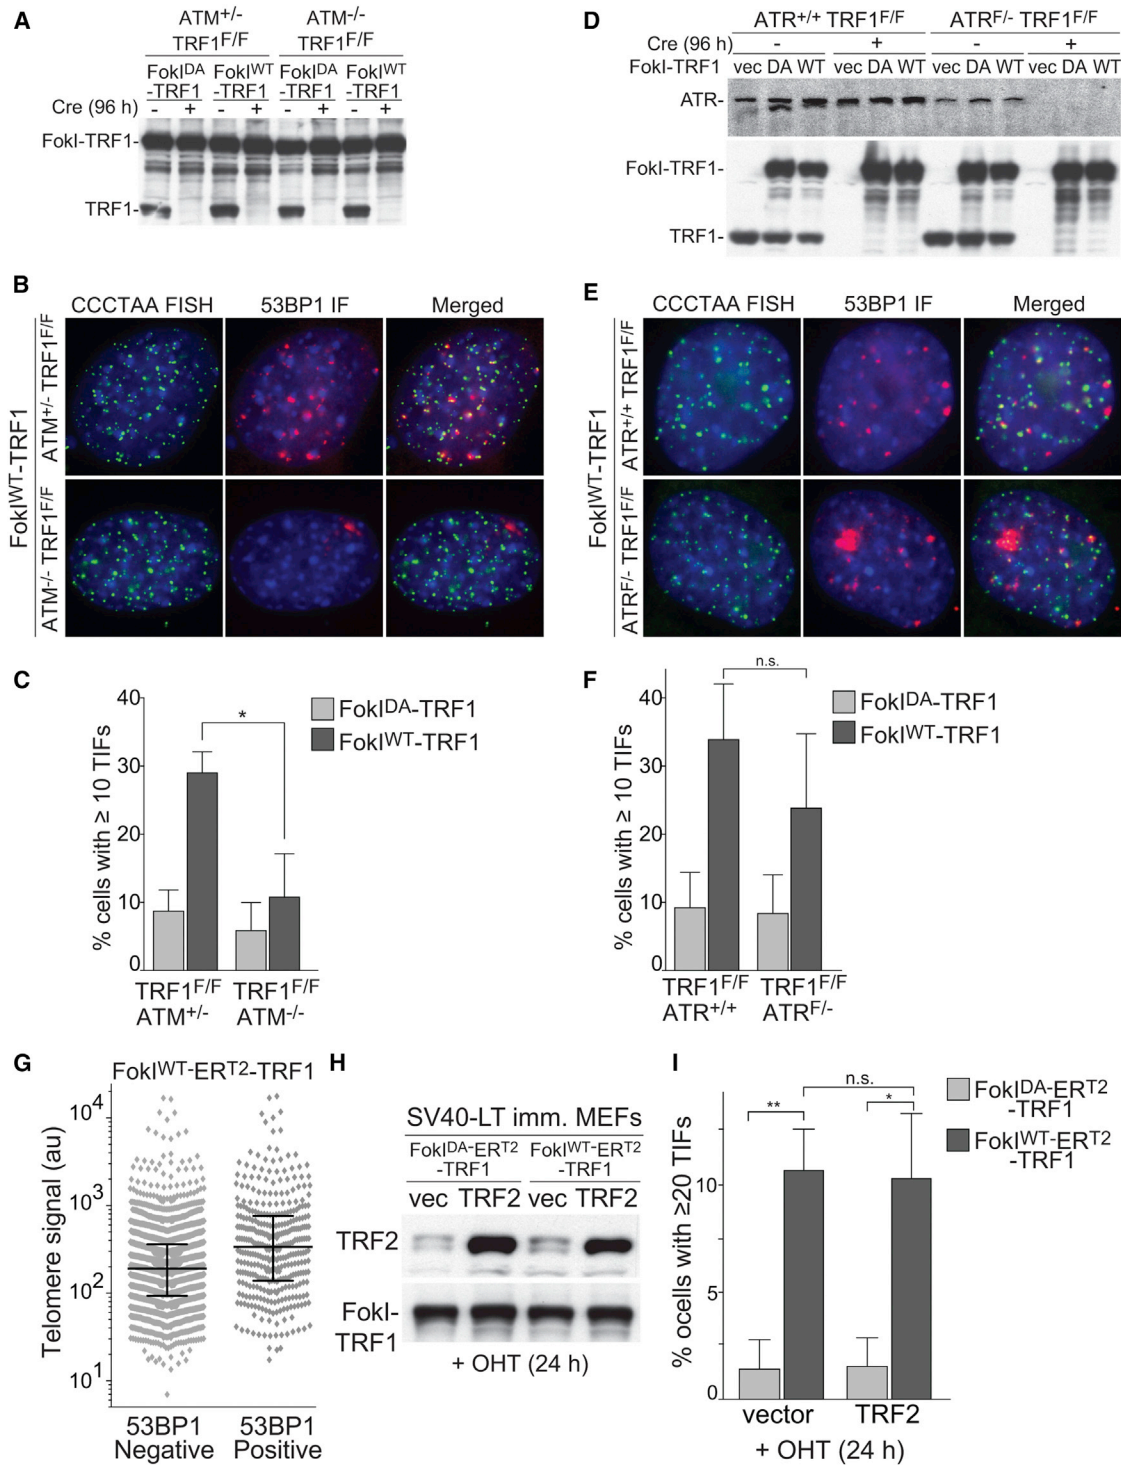 A
ATM+/- ATM-/-
TRF1F/F TRF1F/F
FokIDA FokIWT FokIDA FokIWT
-TRF1 -TRF1 -TRF1 -TRF1
Cre (96 h) - + - + - + - +
FokI-TRF1-
TRF1-
D
ATR+/+ TRF1F/F ATRF/- TRF1F/F
Cre (96 h) - + - +
FokI-TRF1 vec DA WT vec DA WT vec DA WT vec DA WT
ATR-
FokI-TRF1-
TRF1-
B
CCCTAA FISH 53BP1 IF Merged
FokIWT-TRF1
ATM+/- TRF1F/F
ATM-/- TRF1F/F
E
CCCTAA FISH 53BP1 IF Merged
FokIWT-TRF1
ATR+/+ TRF1F/F
ATRF/- TRF1F/F
C
% cells with ≥ 10 TIFs
40
30
20
10
0
*
FokIDA-TRF1
FokIWT-TRF1
TRF1F/F TRF1F/F
ATM+/- ATM-/-
F
% cells with ≥ 10 TIFs
40
30
20
10
0
n.s.
FokIDA-TRF1
FokIWT-TRF1
TRF1F/F TRF1F/F
ATR+/+ ATRF/-
G
FokIWT-ERT2-TRF1
Telomere signal (au)
104
103
102
101
53BP1 53BP1
Negative Positive
H
SV40-LT imm. MEFs
FokIDA-ERT2 FokIWT-ERT2
-TRF1 -TRF1
vec TRF2 vec TRF2
TRF2
FokI-
TRF1
+ OHT (24 h)
I
% ocells with ≥20 TIFs
10
5
0
n.s.
** *
FokIDA-ERT2
-TRF1
FokIWT-ERT2
-TRF1
vector TRF2
+ OHT (24 h)